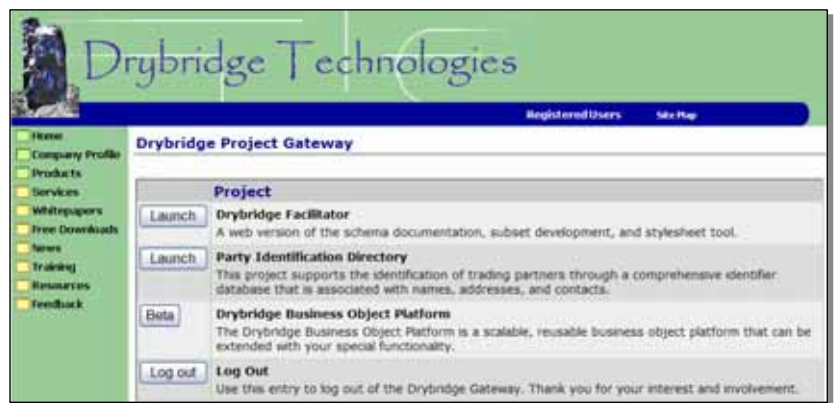 Drybridge Technologies
Registered Users Site Map
Home
Company Profile
Products
Services
Whitepapers
Free Downloads
News
Training
Resources
Feedback
Drybridge Project Gateway
Project
Launch Drybridge Facilitator
A web version of the schema documentation, subset development, and stylesheet tool.
Launch Party Identification Directory
This project supports the identification of trading partners through a comprehensive identifier
database that is associated with names, addresses, and contacts.
Beta Drybridge Business Object Platform
The Drybridge Business Object Platform is a scalable, reusable business object platform that can be
extended with your special functionality.
Log out Log Out
Use this entry to log out of the Drybridge Gateway. Thank you for your interest and involvement.